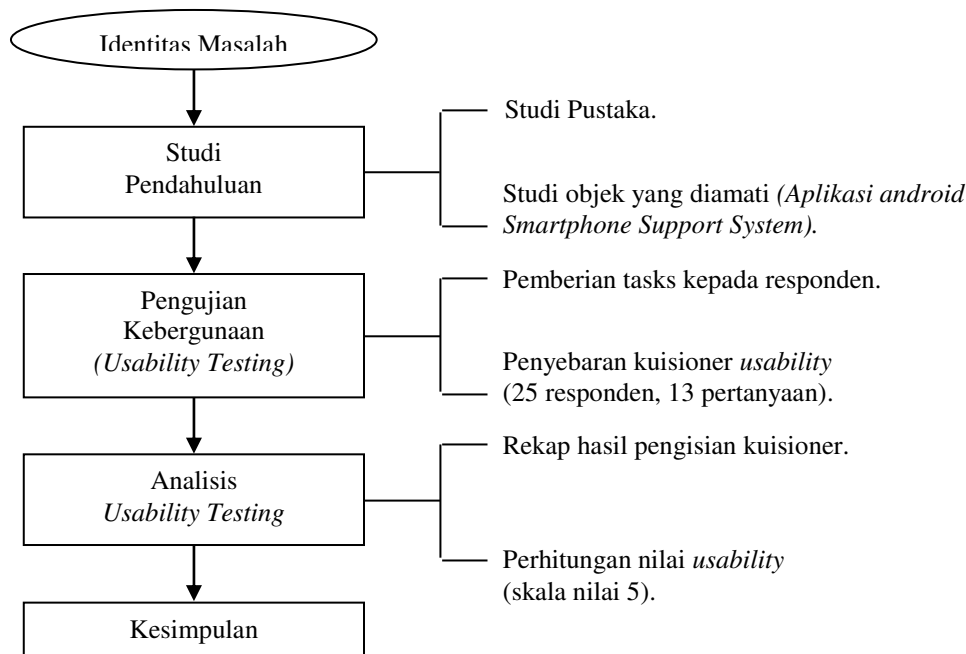 Identitas Masalah
Studi
Pendahuluan
Studi Pustaka.
Studi objek yang diamati (Aplikasi android
Smartphone Support System).
Pengujian
Kebergunaan
(Usability Testing)
Pemberian tasks kepada responden.
Penyebaran kuisioner usability
(25 responden, 13 pertanyaan).
Analisis
Usability Testing
Rekap hasil pengisian kuisioner.
Perhitungan nilai usability
(skala nilai 5).
Kesimpulan